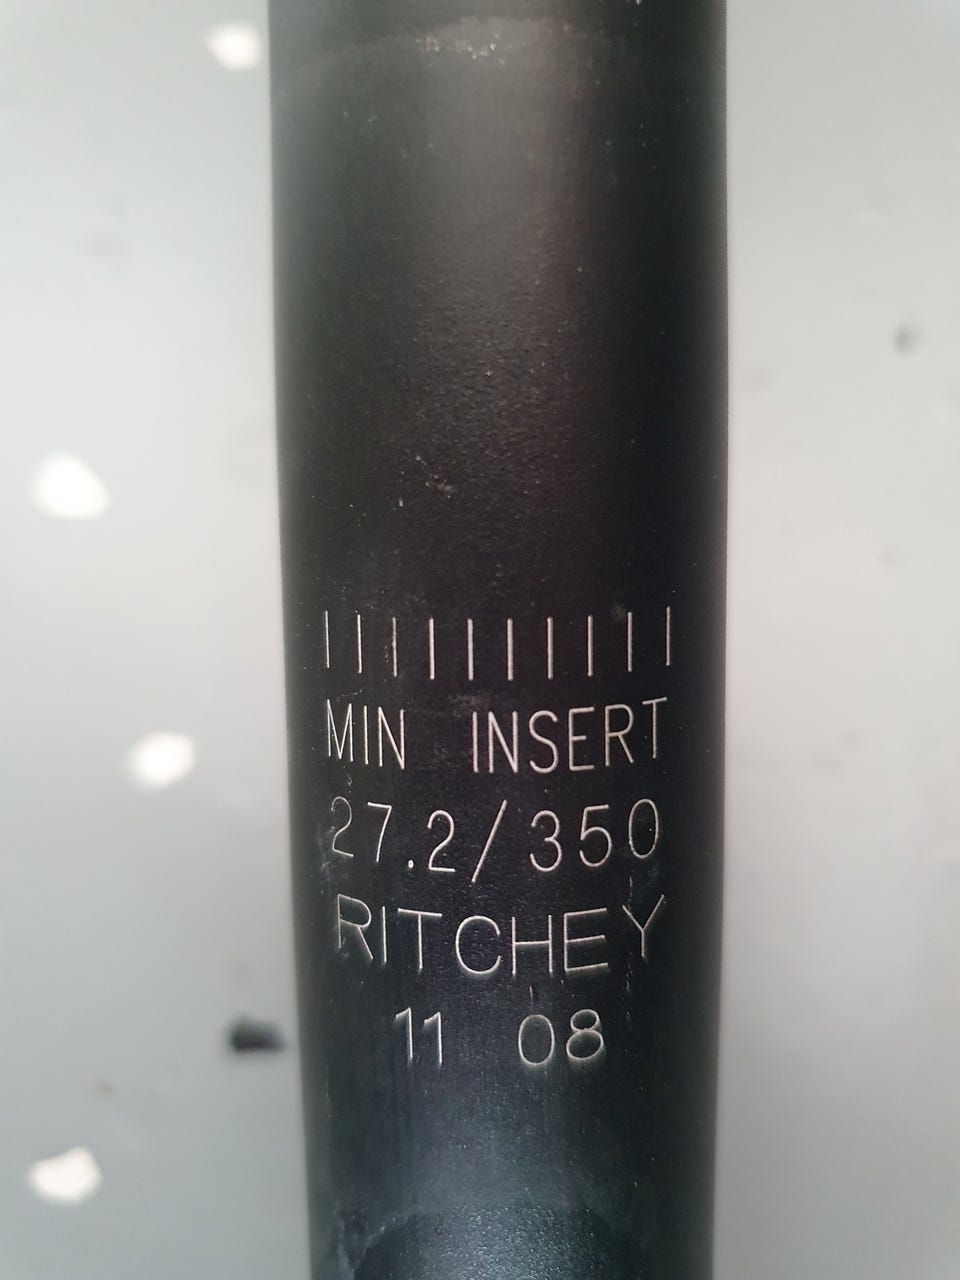 MIN INSERT
27.2/350
RITCHEY
11 08